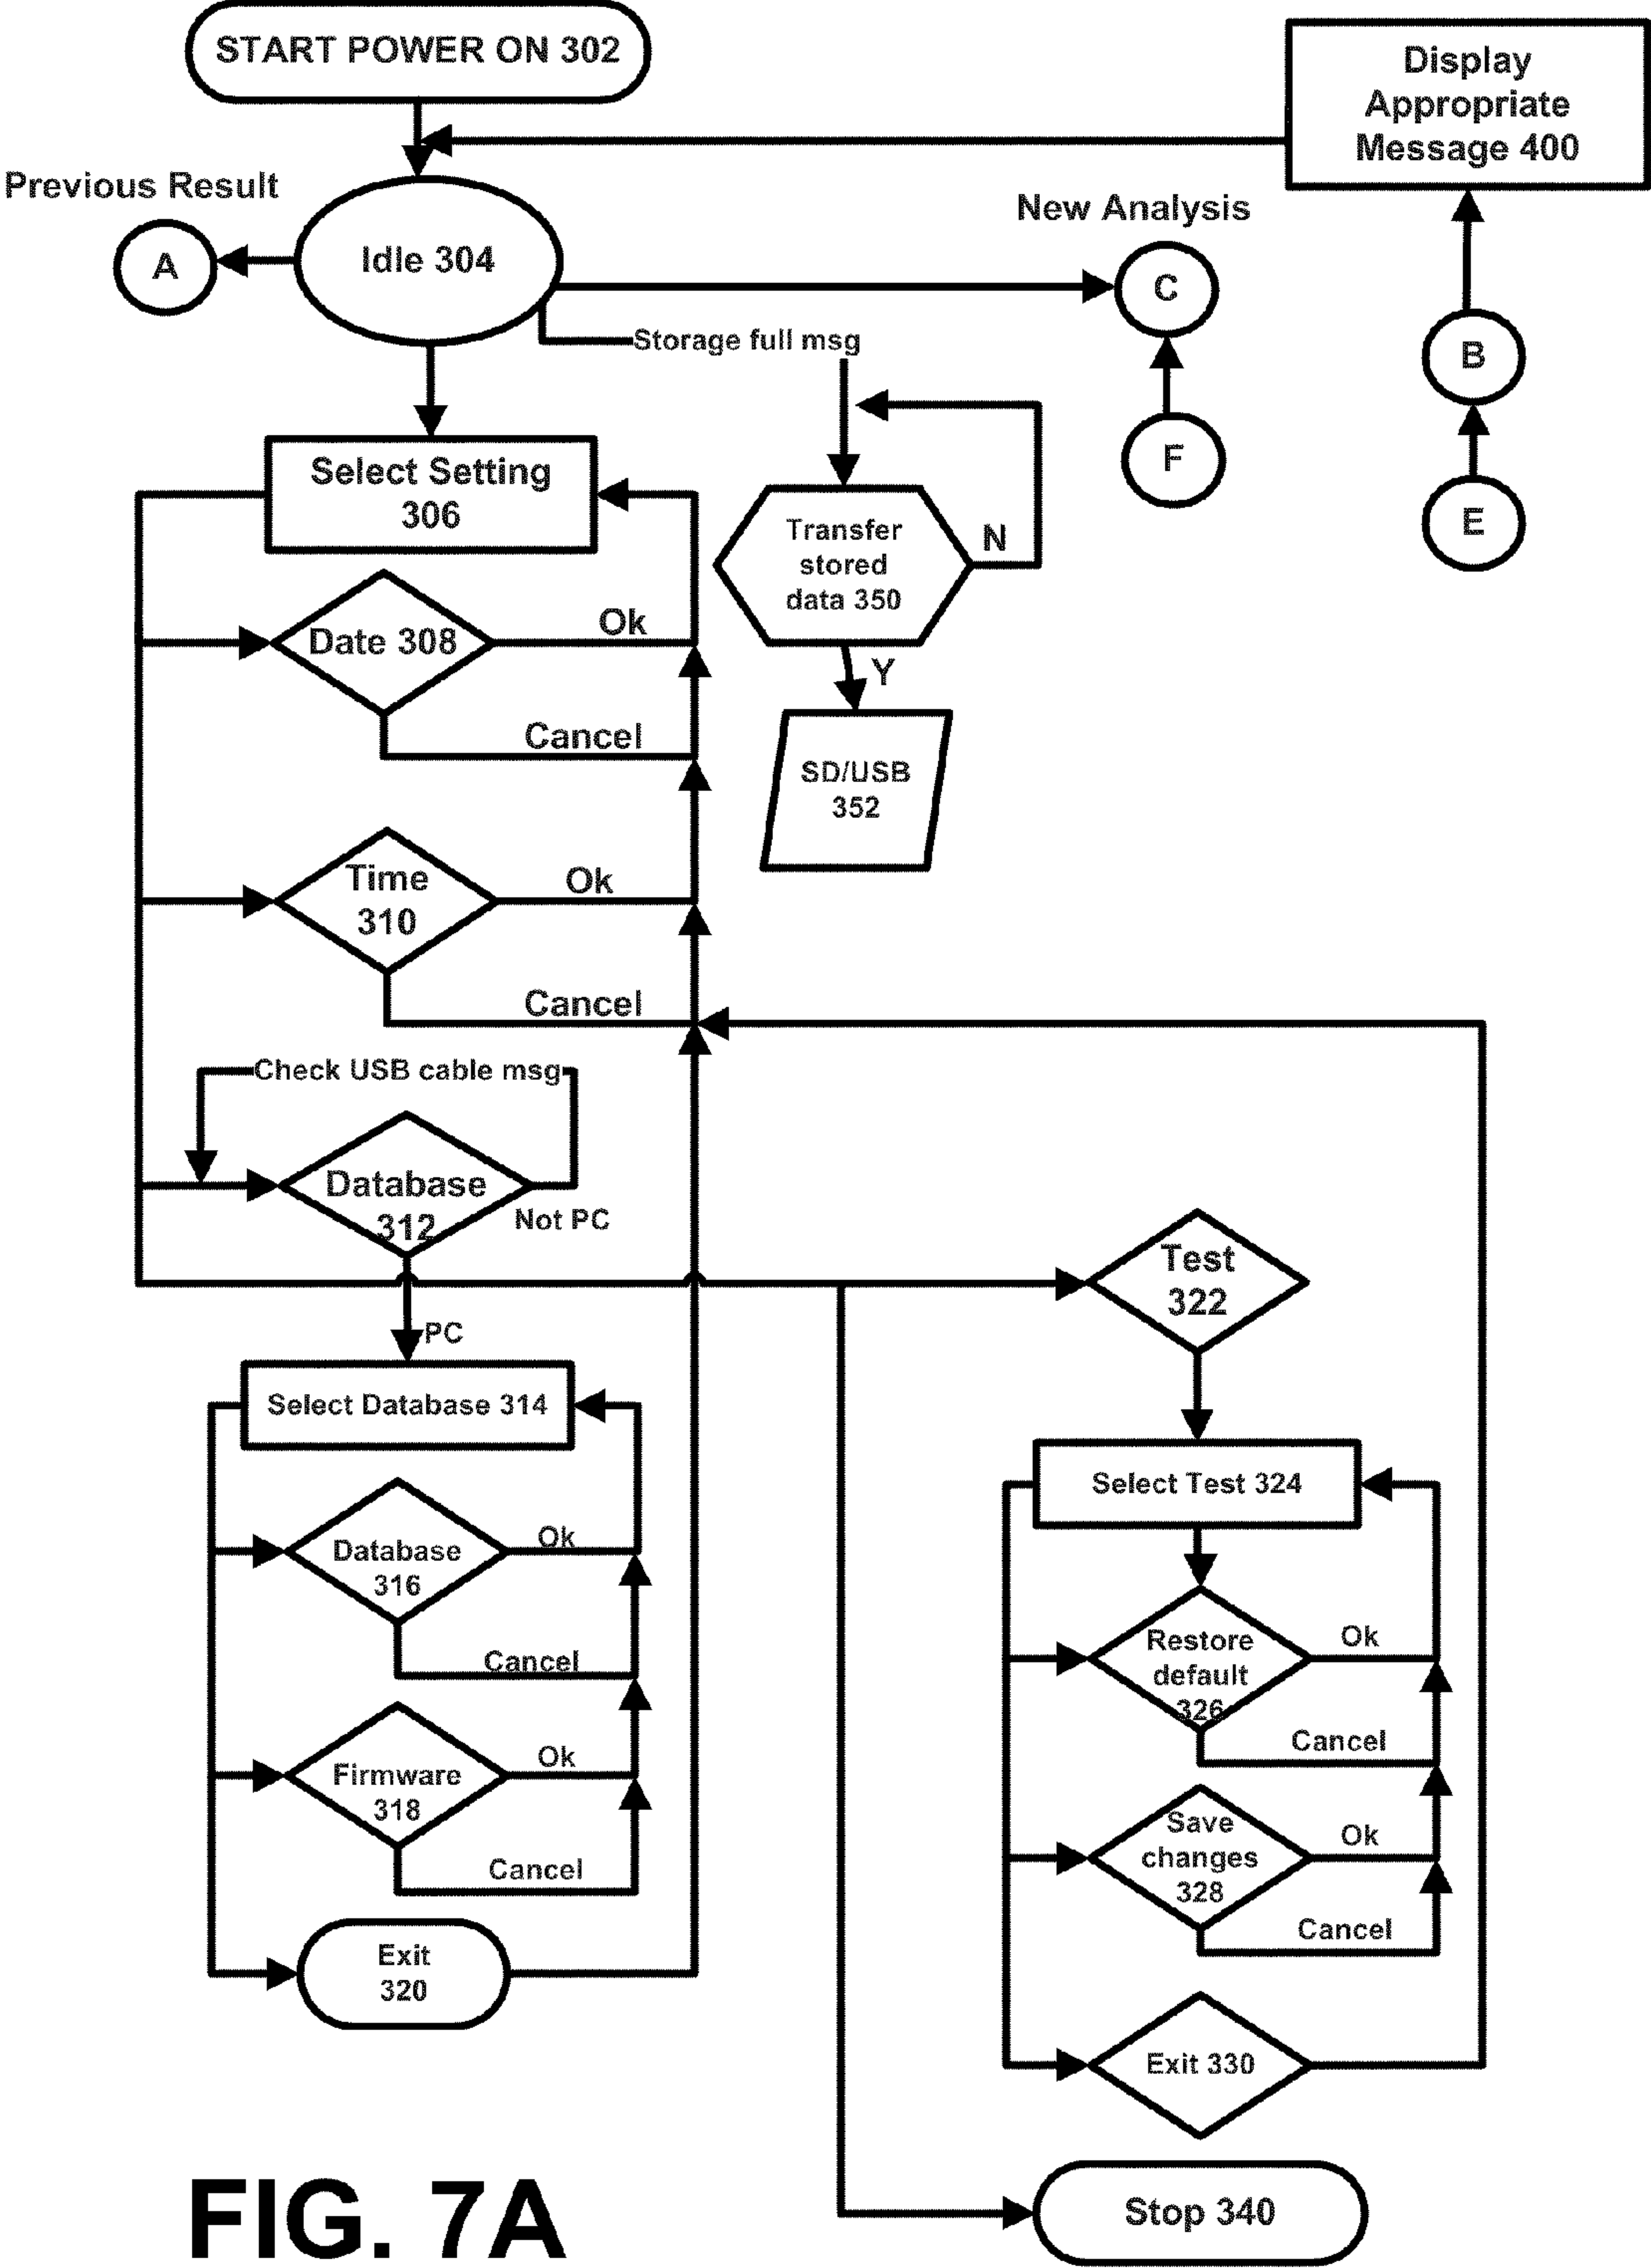 START POWER ON 302
Display
Appropriate
Message 400
Previous Result
A
Idle 304
New Analysis
C
Storage full msg
B
F
E
Select Setting
306
Transfer
stored
data 350
N
Y
Date 308
Ok
Cancel
SD/USB
352
Time
310
Ok
Cancel
Check USB cable msg
Database
312
Not PC
PC
Test
322
Select Database 314
Database
316
Ok
Cancel
Firmware
318
Ok
Cancel
Exit
320
Select Test 324
Restore
default
326
Ok
Cancel
Save
changes
328
Ok
Cancel
Exit 330
Stop 340
FIG. 7A